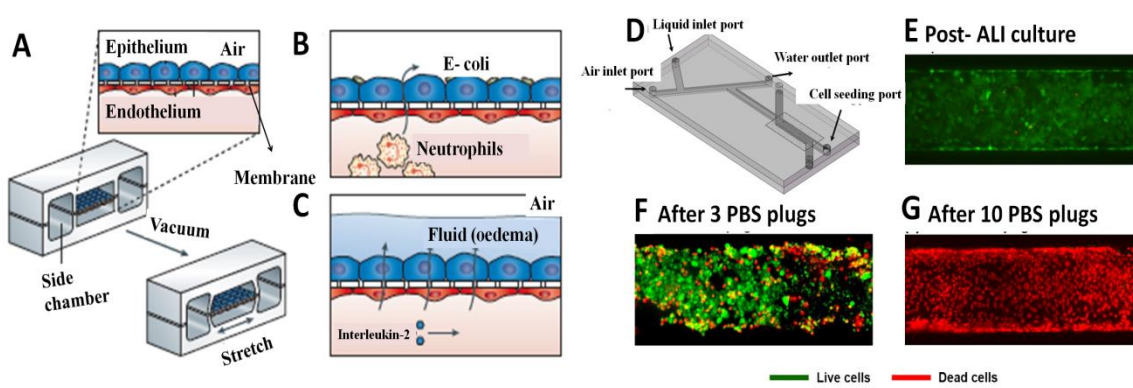 A
Epithelium
Air
Endothelium
Membrane
Vacuum
Side
chamber
Stretch
B
E- coli
Neutrophils
C
Air
Fluid (oedema)
Interleukin-2
D
Liquid inlet port
Air inlet port
Water outlet port
Cell seeding port
E Post- ALI culture
F After 3 PBS plugs
G After 10 PBS plugs
Live cells
Dead cells